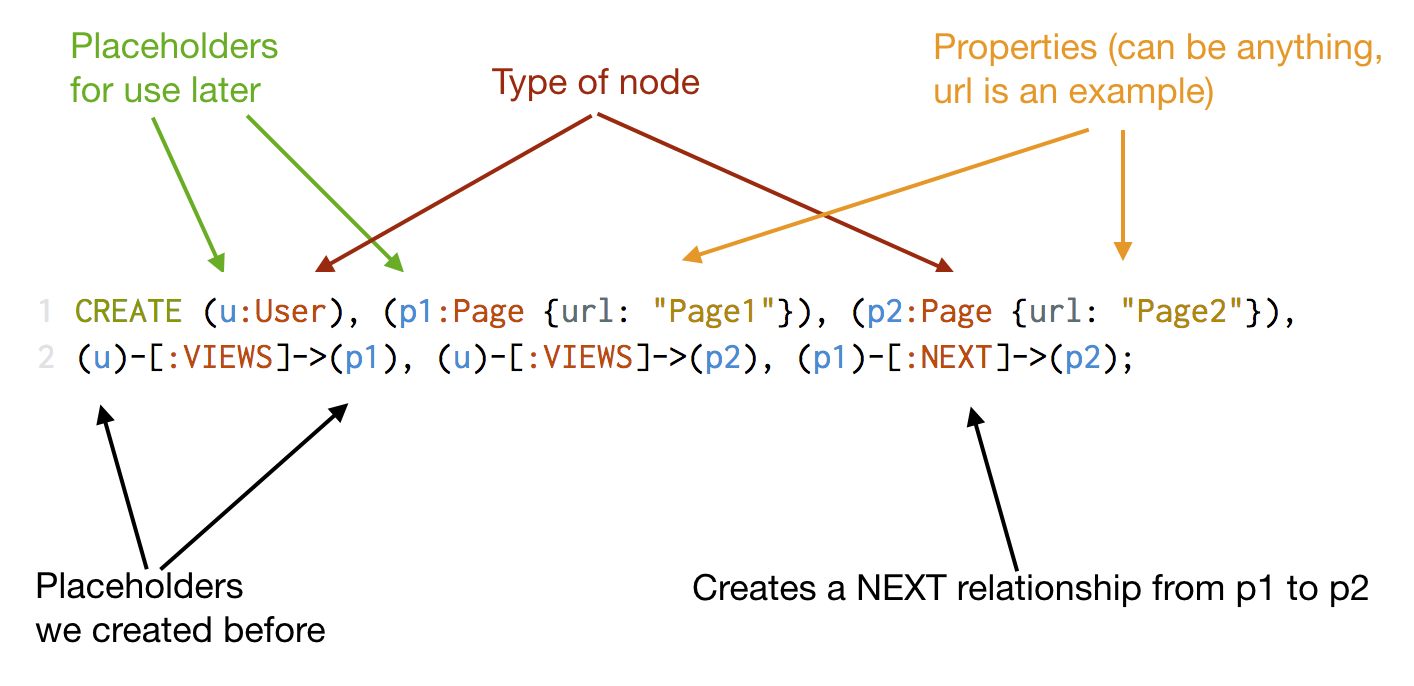 Placeholders
for use later
Type of node
Properties (can be anything,
url is an example)
1 CREATE (u:User), (p1:Page {url: "Page1"}), (p2:Page {url: "Page2"}),
2 (u)-[:VIEWS]->(p1), (u)-[:VIEWS]->(p2), (p1)-[:NEXT]->(p2);
Placeholders
we created before
Creates a NEXT relationship from p1 to p2